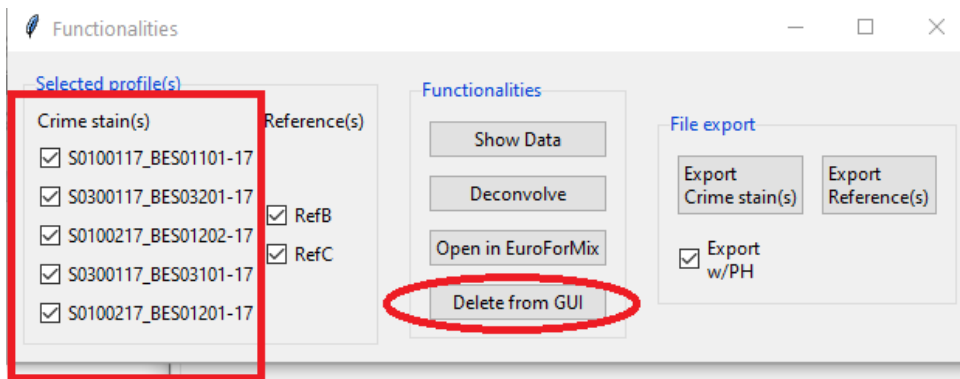 Functionalities
Selected profile(s)
Crime stain(s)
Reference(s)
S0100117_BES01101-17
S0300117_BES03201-17
S0100217_BES01202-17
S0300117_BES03101-17
S0100217_BES01201-17
RefB
RefC
Functionalities
Show Data
Deconvolve
Open in EuroForMix
Delete from GUI
File export
Export
Crime stain(s)
Export
Reference(s)
Export
w/PH